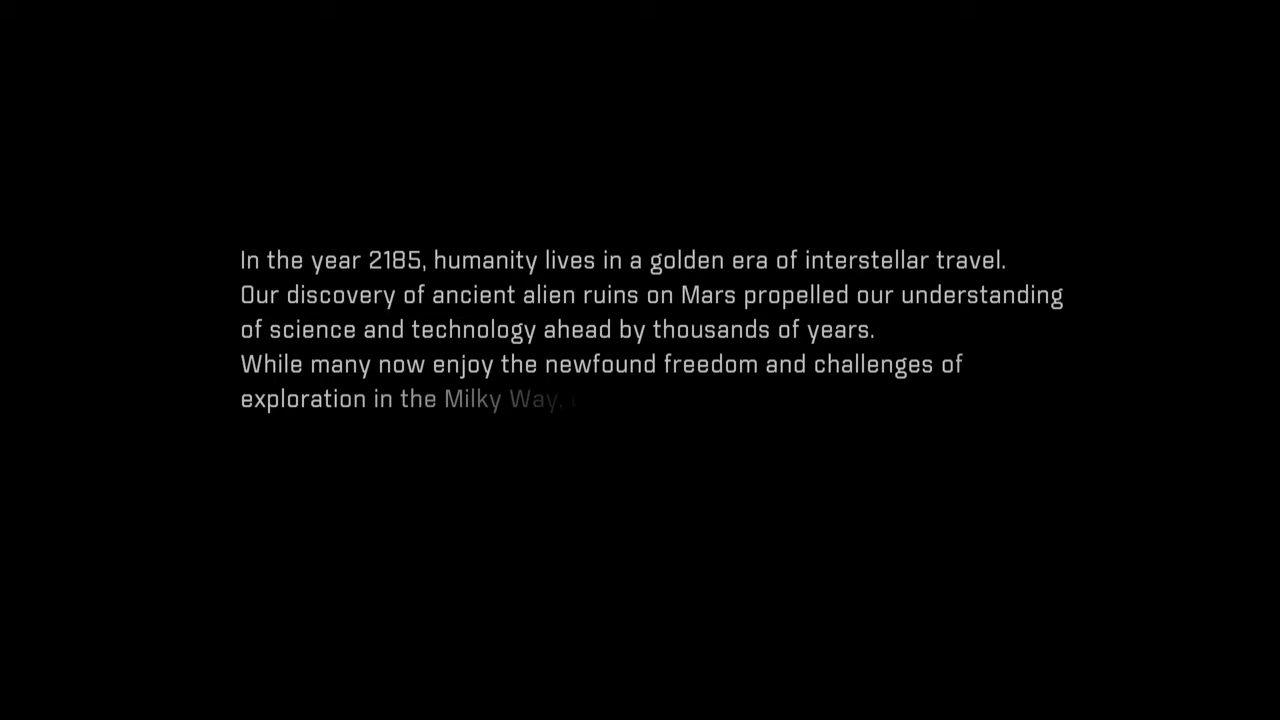 In the year 2185, humanity lives in a golden era of interstellar travel.
Our discovery of ancient alien ruins on Mars propelled our understanding
of science and technology ahead by thousands of years.
While many now enjoy the newfound freedom and challenges of
exploration in the Milky Way,